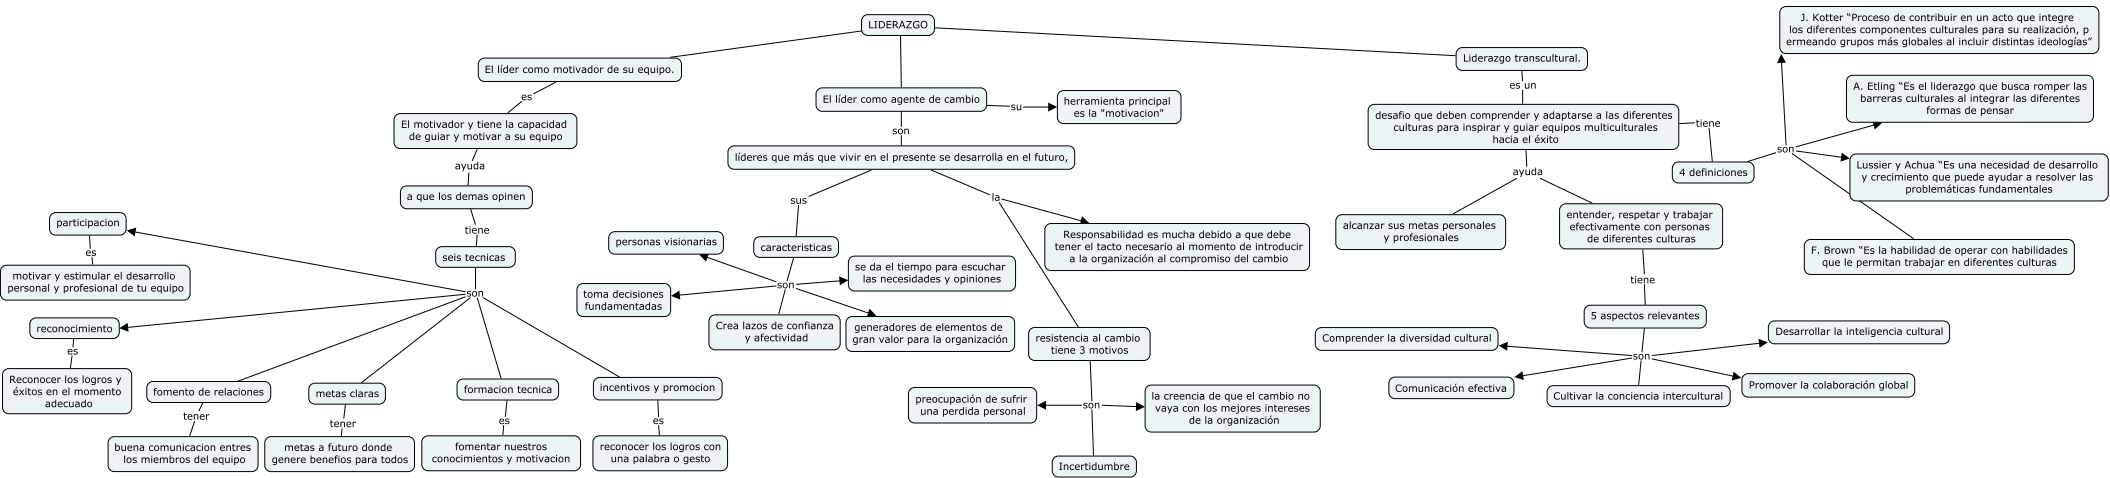 LIDERAZGO
El líder como motivador de su equipo.
es
El motivador y tiene la capacidad
de guiar y motivar a su equipo
ayuda
a que los demas opinen
tiene
seis tecnicas
son
participacion
es
motivar y estimular el desarrollo
personal y profesional de tu equipo
reconocimiento
es
Reconocer los logros y
éxitos en el momento
adecuado
fomento de relaciones
tener
buena comunicacion entres
los miembros del equipo
metas claras
tener
metas a futuro donde
genere benefios para todos
formacion tecnica
es
fomentar nuestros
conocimientos y motivacion
incentivos y promocion
es
reconocer los logros con
una palabra o gesto
El líder como agente de cambio
su
herramienta principal
es la "motivacion"
son
líderes que más que vivir en el presente se desarrolla en el futuro,
sus
caracteristicas
son
personas visionarias
toma decisiones
fundamentadas
Crea lazos de confianza
y afectividad
se da el tiempo para escuchar
las necesidades y opiniones
generadores de elementos de
gran valor para la organización
la
Responsabilidad es mucha debido a que debe
tener el tacto necesario al momento de introducir
a la organización al compromiso del cambio
resistencia al cambio
tiene 3 motivos
son
preocupación de sufrir
una perdida personal
la creencia de que el cambio no
vaya con los mejores intereses
de la organización
Incertidumbre
Liderazgo transcultural.
es un
desafio que deben comprender y adaptarse a las diferentes
culturas para inspirar y guiar equipos multiculturales
hacia el éxito
ayuda
alcanzar sus metas personales
y profesionales
entender, respetar y trabajar
efectivamente con personas
de diferentes culturas
tiene
5 aspectos relevantes
son
Comprender la diversidad cultural
Comunicación efectiva
Cultivar la conciencia intercultural
Promover la colaboración global
Desarrollar la inteligencia cultural
tiene
4 definiciones
son
J. Kotter “Proceso de contribuir en un acto que integre
los diferentes componentes culturales para su realización, p
ermeando grupos más globales al incluir distintas ideologías”
A. Etling “Es el liderazgo que busca romper las
barreras culturales al integrar las diferentes
formas de pensar
Lussier y Achua “Es una necesidad de desarrollo
y crecimiento que puede ayudar a resolver las
problemáticas fundamentales
F. Brown “Es la habilidad de operar con habilidades
que le permitan trabajar en diferentes culturas